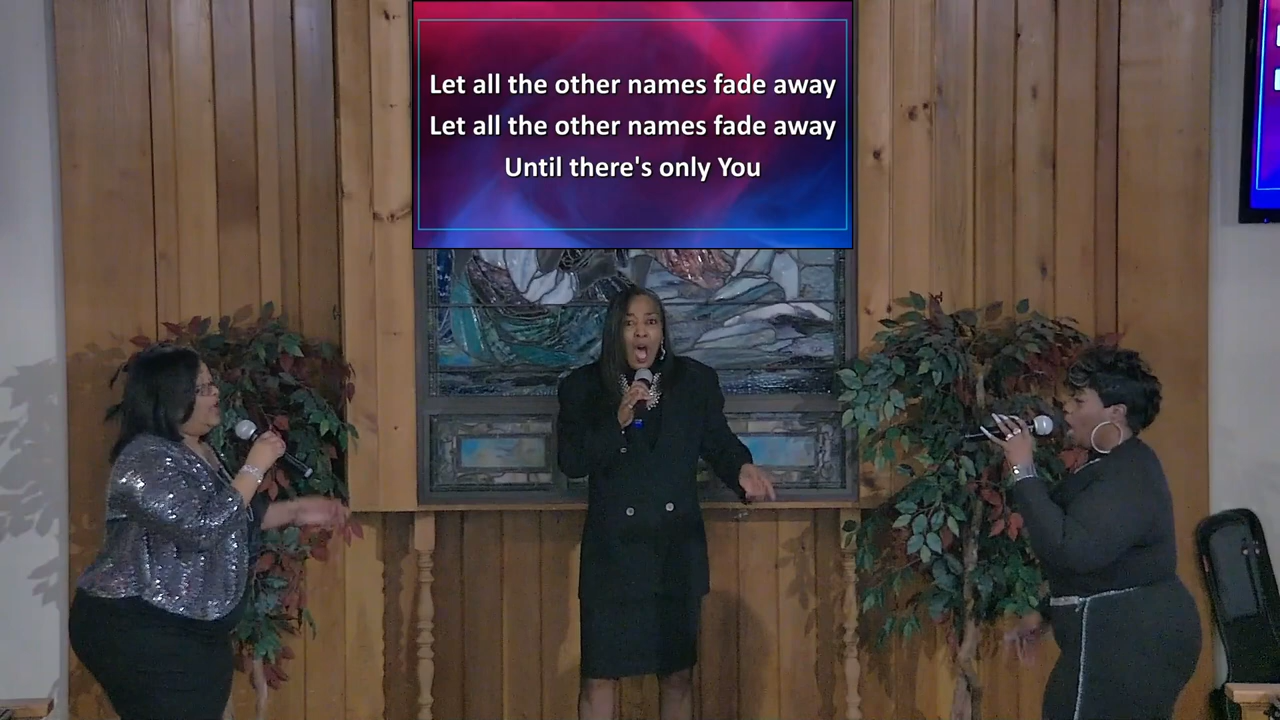 Let all the other names fade away
Let all the other names fade away
Until there's only You